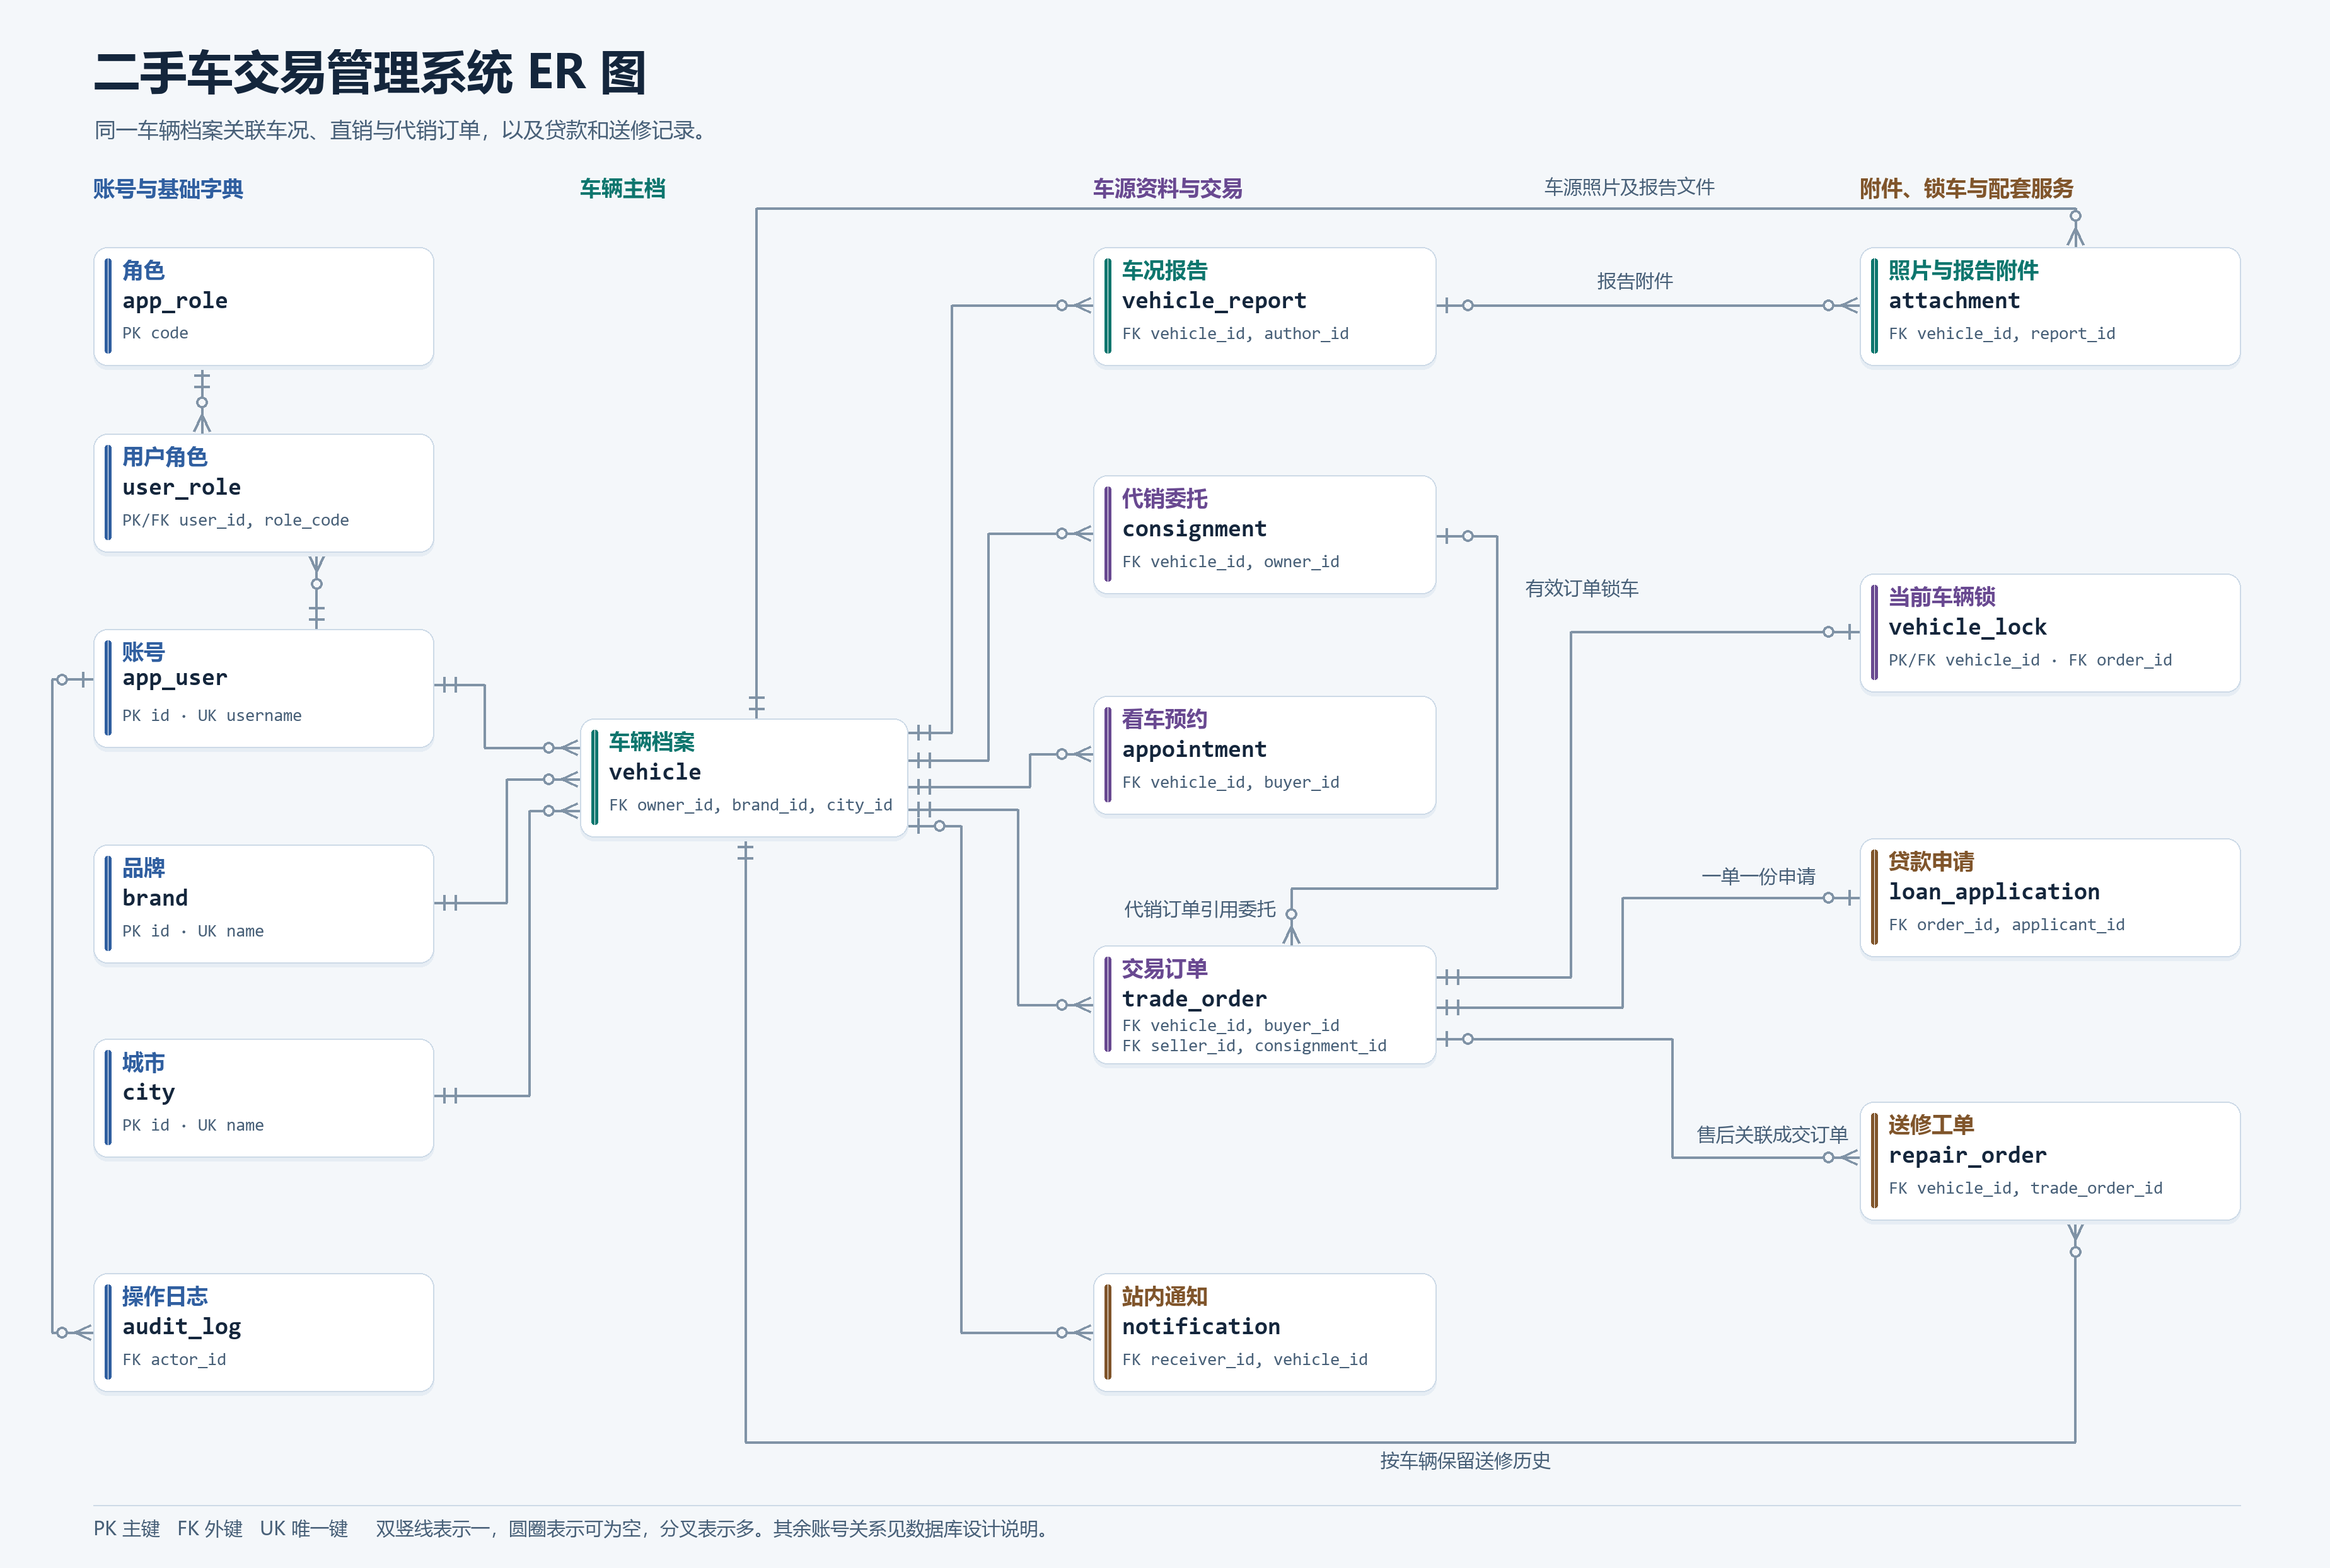 二手车交易管理系统 ER 图
同一车辆档案关联车况、直销与代销订单，以及贷款和送修记录。
账号与基础字典
车辆主档
车源资料与交易
车源照片及报告文件
附件、锁车与配套服务
角色
app_role
PK code
用户角色
user_role
PK/FK user_id, role_code
账号
app_user
PK id · UK username
品牌
brand
PK id · UK name
城市
city
PK id · UK name
操作日志
audit_log
FK actor_id
车辆档案
vehicle
FK owner_id, brand_id, city_id
车况报告
vehicle_report
FK vehicle_id, author_id
报告附件
代销委托
consignment
FK vehicle_id, owner_id
有效订单锁车
看车预约
appointment
FK vehicle_id, buyer_id
代销订单引用委托
交易订单
trade_order
FK vehicle_id, buyer_id
FK seller_id, consignment_id
一单一份申请
售后关联成交订单
站内通知
notification
FK receiver_id, vehicle_id
照片与报告附件
attachment
FK vehicle_id, report_id
当前车辆锁
vehicle_lock
PK/FK vehicle_id · FK order_id
贷款申请
loan_application
FK order_id, applicant_id
送修工单
repair_order
FK vehicle_id, trade_order_id
按车辆保留送修历史
PK 主键 FK 外键 UK 唯一键 双竖线表示一，圆圈表示可为空，分叉表示多。其余账号关系见数据库设计说明。